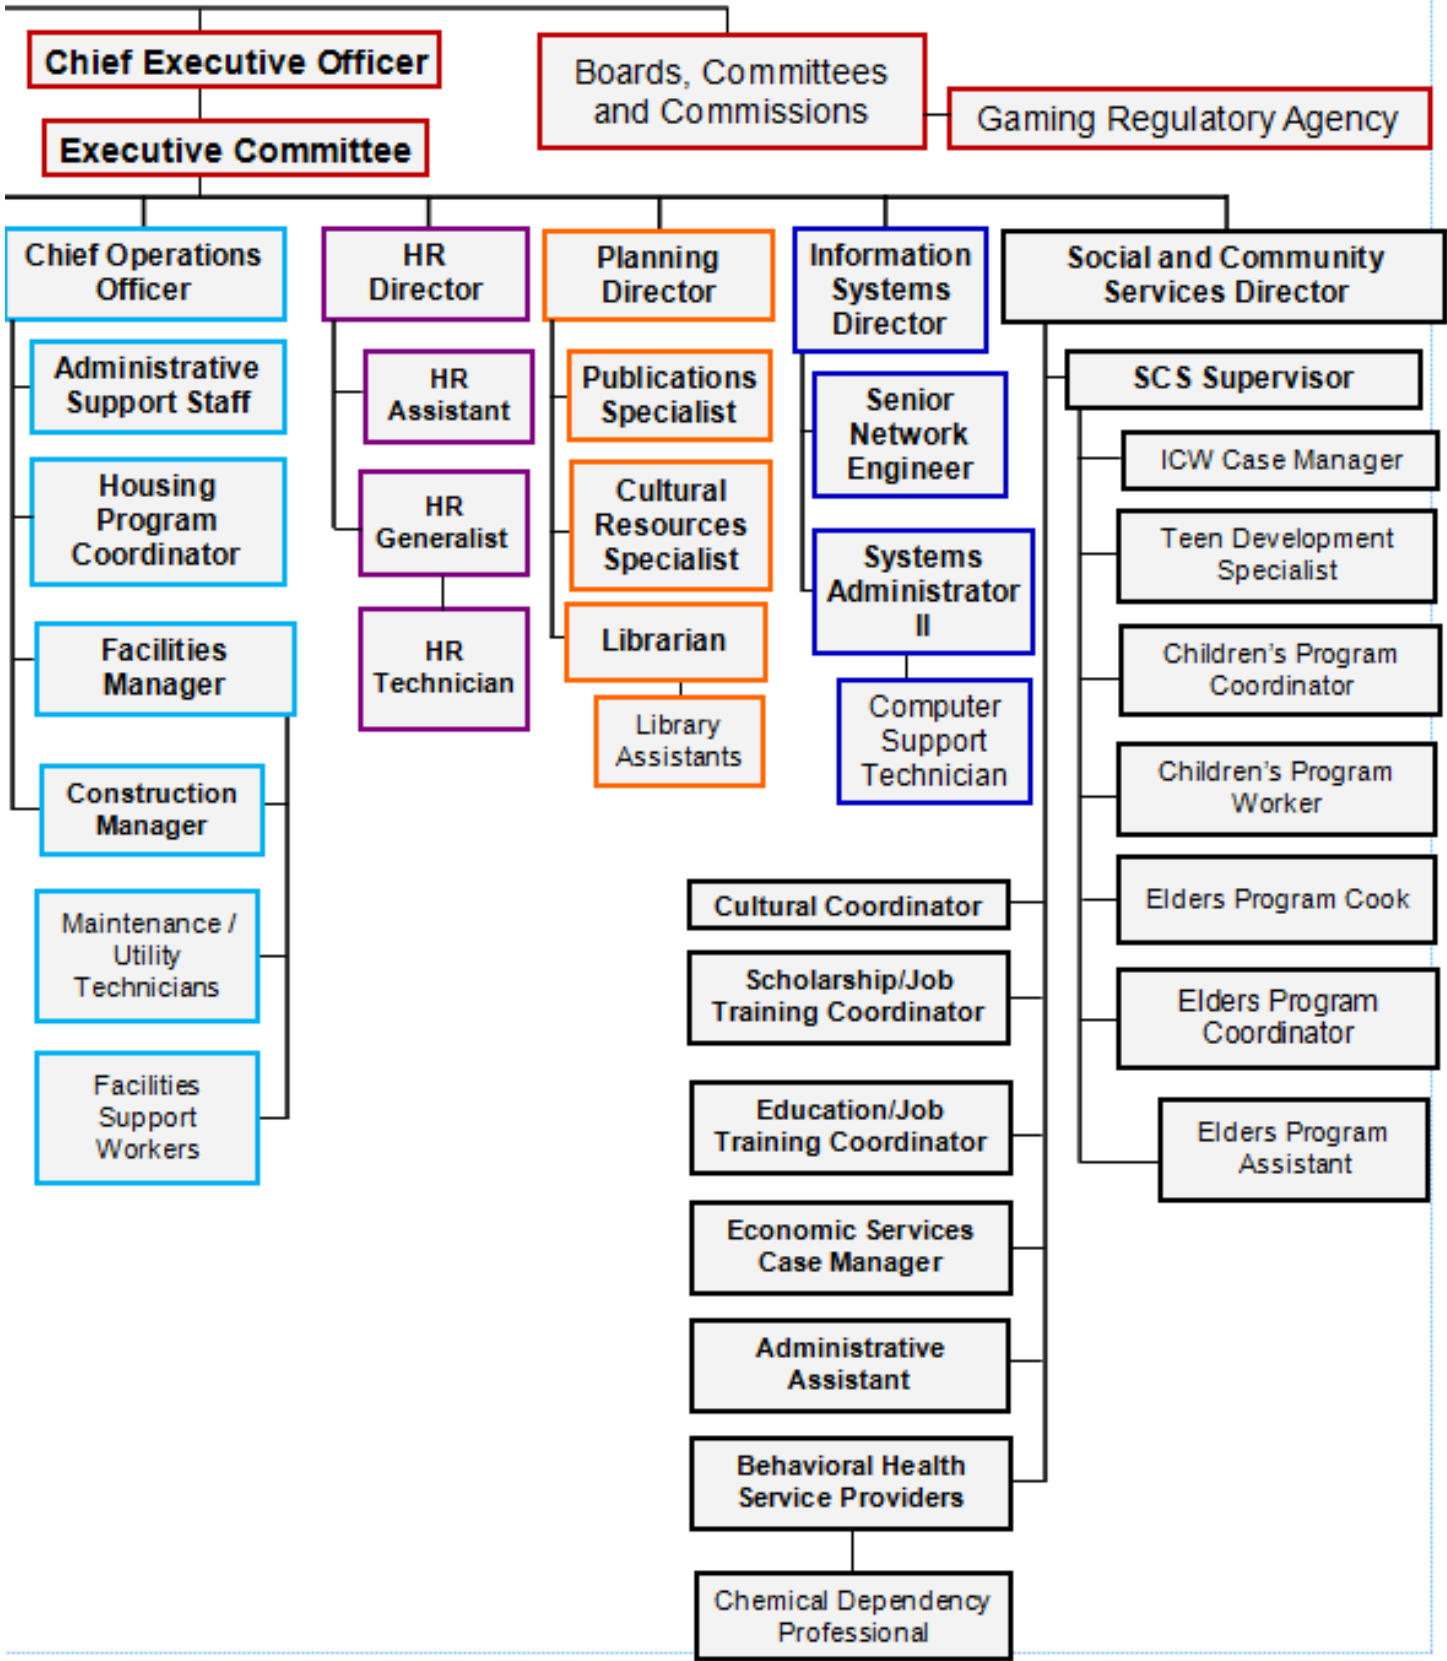 Chief Executive Officer
Boards, Committees
and Commissions
Gaming Regulatory Agency
Executive Committee
Chief Operations
Officer
Administrative
Support Staff
Housing
Program
Coordinator
Facilities
Manager
Construction
Manager
Maintenance /
Utility
Technicians
Facilities
Support
Workers
HR
Director
HR
Assistant
HR
Generalist
HR
Technician
Planning
Director
Publications
Specialist
Cultural
Resources
Specialist
Librarian
Library
Assistants
Information
Systems
Director
Senior
Network
Engineer
Systems
Administrator
II
Computer
Support
Technician
Social and Community
Services Director
SCS Supervisor
ICW Case Manager
Teen Development
Specialist
Children's Program
Coordinator
Children's Program
Worker
Elders Program Cook
Elders Program
Coordinator
Elders Program
Assistant
Cultural Coordinator
Scholarship/Job
Training Coordinator
Education/Job
Training Coordinator
Economic Services
Case Manager
Administrative
Assistant
Behavioral Health
Service Providers
Chemical Dependency
Professional